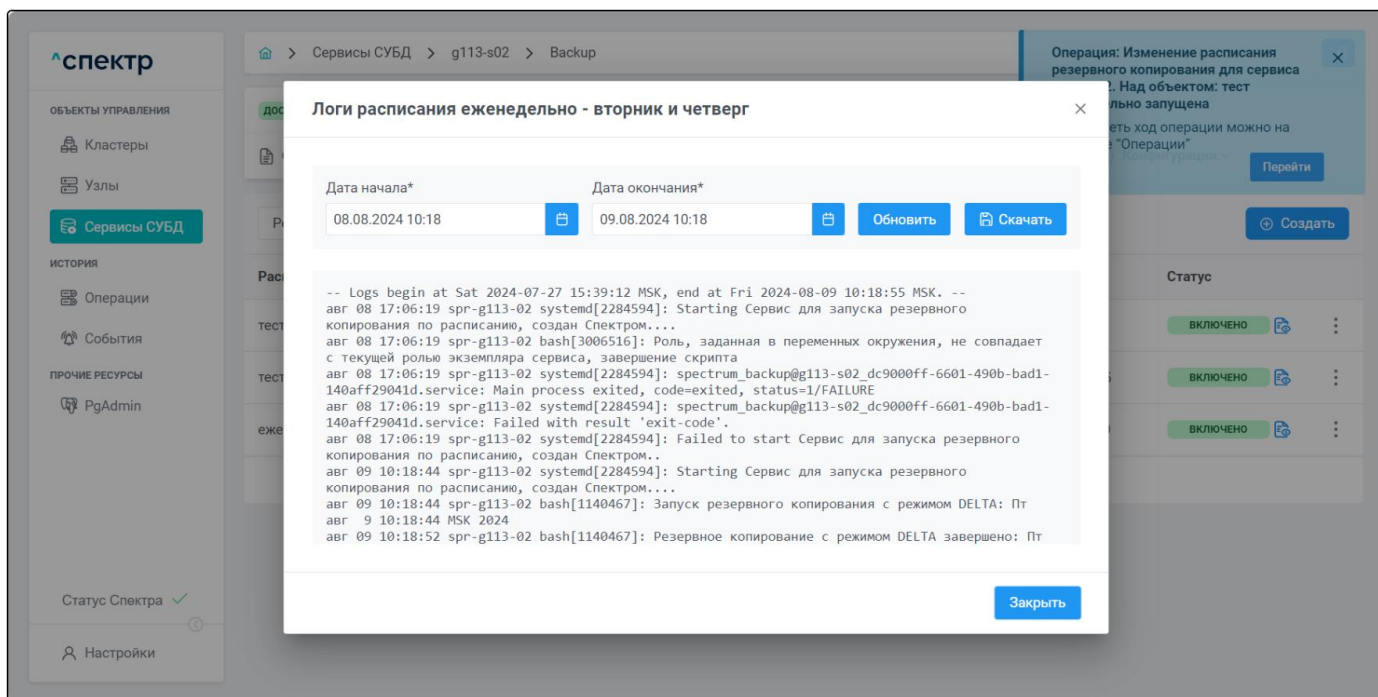 ^спектр
Сервисы СУБД > g113-s02 > Backup
ОБЪЕКТЫ УПРАВЛЕНИЯ
Кластеры
Узлы
Сервисы СУБД
ИСТОРИЯ
Операции
События
ПРОЧИЕ РЕСУРСЫ
PgAdmin
Статус Спектра
Настройки
Операция: Изменение расписания
резервного копирования для сервиса
2. Над объектом: тест
запущена
ход операции можно на
"Операции"
Перейти
Логи расписания еженедельно - вторник и четверг
Дата начала*
Дата окончания*
08.08.2024 10:18
09.08.2024 10:18
Обновить
Скачать
-- Logs begin at Sat 2024-07-27 15:39:12 MSK, end at Fri 2024-08-09 10:18:55 MSK. --
авг 08 17:06:19 spr-g113-02 systemd[2284594]: Starting Сервис для запуска резервного
копирования по расписанию, создан Спектром....
авг 08 17:06:19 spr-g113-02 bash[3006516]: Роль, заданная в переменных окружения, не совпадает
с текущей ролью экземпляра сервиса, завершение скрипта
авг 08 17:06:19 spr-g113-02 systemd[2284594]: spectrum_backup@g113-s02_dc9000ff-6601-490b-bad1-
140aff29041d.service: Main process exited, code=exited, status=1/FAILURE
авг 08 17:06:19 spr-g113-02 systemd[2284594]: spectrum_backup@g113-s02_dc9000ff-6601-490b-bad1-
140aff29041d.service: Failed with result 'exit-code'.
авг 08 17:06:19 spr-g113-02 systemd[2284594]: Failed to start Сервис для запуска резервного
копирования по расписанию, создан Спектром..
авг 09 10:18:44 spr-g113-02 systemd[2284594]: Starting Сервис для запуска резервного
копирования по расписанию, создан Спектром....
авг 09 10:18:44 spr-g113-02 bash[1140467]: Запуск резервного копирования с режимом DELTA: Пт
авг  9 10:18:44 MSK 2024
авг 09 10:18:52 spr-g113-02 bash[1140467]: Резервное копирование с режимом DELTA завершено: Пт
Закрыть
Создать
Статус
тест
ВКЛЮЧЕНО
тест
ВКЛЮЧЕНО
еже
ВКЛЮЧЕНО